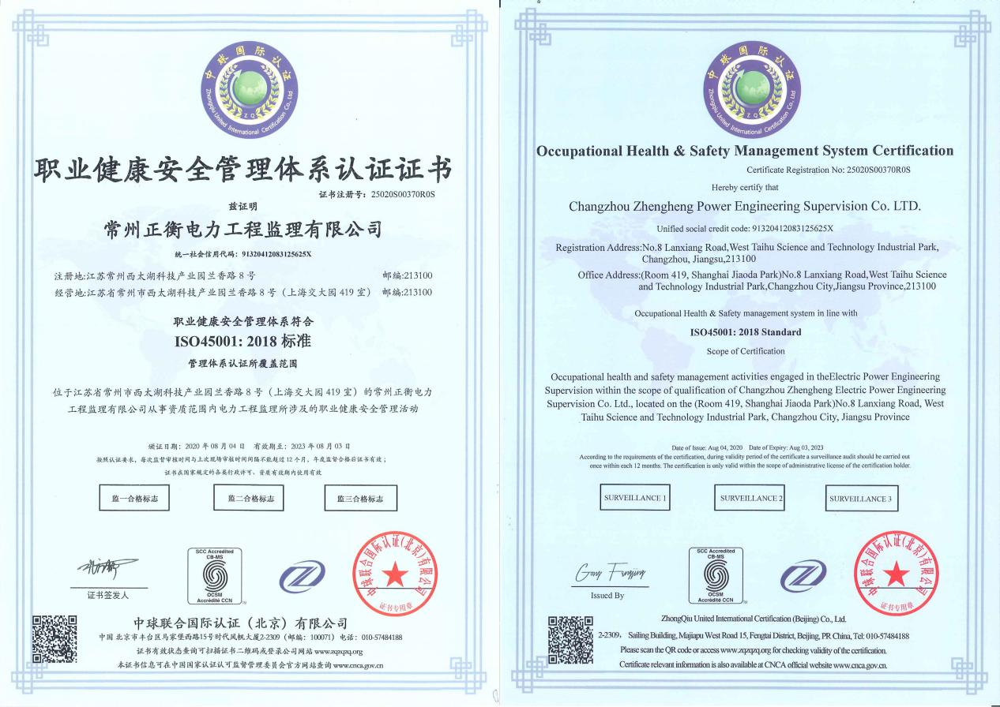 中球国际认证
Zhongqiu United International Certification Co., Ltd
Z Q
职业健康安全管理体系认证证书
证书注册号：25020S00370R0S
兹证明
常州正衡电力工程监理有限公司
统一社会信用代码：91320412083125625X
注册地:江苏常州西太湖科技产业园兰香路 8 号 邮编:213100
经营地:江苏省常州市西太湖科技产业园兰香路 8 号（上海交大园 419 室） 邮编:213100
职业健康安全管理体系符合
ISO45001: 2018 标准
管理体系认证所覆盖范围
位于江苏省常州市西太湖科技产业园兰香路 8 号（上海交大园 419 室）的常州正衡电力
工程监理有限公司从事资质范围内电力工程监理所涉及的职业健康安全管理活动
颁证日期：2020 年 08 月 04 日 有效期至：2023 年 08 月 03 日
按照认证要求，每次监督审核时间与上次现场审核时间间隔不能超过 12 个月，年度监督合格后证书有效；
证书在国家规定的各类行政许可、资质有效期内使用有效
监一合格标志 监二合格标志 监三合格标志
SCC Accredited
CB-MS
OCSM
Accrédité CCN
TM
中球联合国际认证(北京)有限公司
证书专用章
证书签发人
中球联合国际认证（北京）有限公司
中国 北京市丰台区马家堡西路15号时代风帆大厦2-2309（邮编：100071）电话：010-57484188
证书有效状态查询可扫描证书二维码或登录公司网站 www.zqzqzq.org
本证书信息可在中国国家认证认可监督管理委员会官方网站查询 www.cnca.gov.cn
中球国际认证
Zhongqiu United International Certification Co., Ltd
Z Q
Occupational Health & Safety Management System Certification
Certificate Registration No: 25020S00370R0S
Hereby certify that
Changzhou Zhengheng Power Engineering Supervision Co. LTD.
Unified social credit code: 91320412083125625X
Registration Address:No.8 Lanxiang Road,West Taihu Science and Technology Industrial Park,
Changzhou, Jiangsu,213100
Office Address:(Room 419, Shanghai Jiaoda Park)No.8 Lanxiang Road,West Taihu Science
and Technology Industrial Park,Changzhou City,Jiangsu Province,213100
Occupational Health & Safety management system in line with
ISO45001: 2018 Standard
Scope of Certification
Occupational health and safety management activities engaged in theElectric Power Engineering
Supervision within the scope of qualification of Changzhou Zhengheng Electric Power Engineering
Supervision Co. Ltd., located on the (Room 419, Shanghai Jiaoda Park)No.8 Lanxiang Road, West
Taihu Science and Technology Industrial Park, Changzhou City, Jiangsu Province
Date of Issue: Aug 04, 2020 Date of Expiry: Aug 03, 2023
According to the requirements of the certification, during validity period of the certificate a surveillance audit should be carried out
once within each 12 months. The certification is only valid within the scope of administrative license of the certification holder.
SURVEILLANCE 1 SURVEILLANCE 2 SURVEILLANCE 3
SCC Accredited
CB-MS
OCSM
Accrédité CCN
TM
中球联合国际认证(北京)有限公司
证书专用章
Issued By
ZhongQiu United International Certification (Beijing) Co., Ltd.
2-2309， Sailing Building, Majiapu West Road 15, Fengtai District, Beijing, PR China, Tel: 010-57484188
Please scan the QR code or access www.zqzqzq.org for checking validity of the certification.
Certificate relevant information is also available at CNCA official website www.cnca.gov.cn.